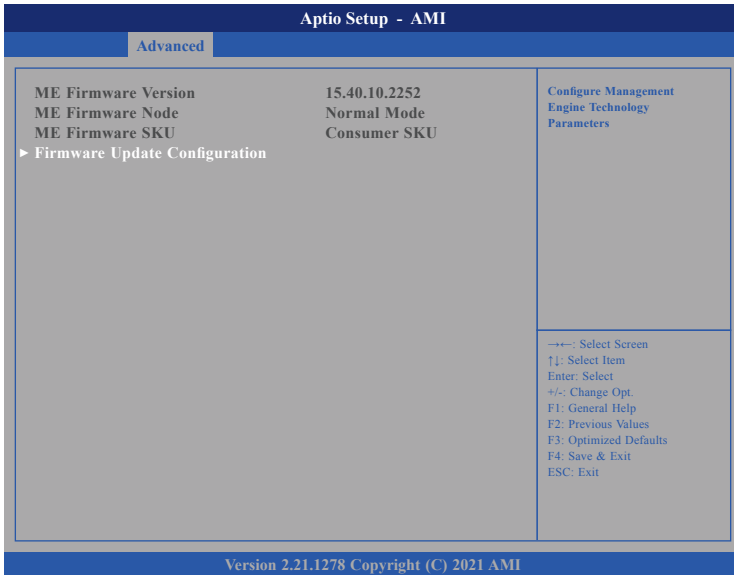 Aptio Setup - AMI
Advanced
ME Firmware Version 15.40.10.2252
ME Firmware Node Normal Mode
ME Firmware SKU Consumer SKU
► Firmware Update Configuration
Configure Management
Engine Technology
Parameters
→←: Select Screen
↑↓: Select Item
Enter: Select
+/-: Change Opt.
F1: General Help
F2: Previous Values
F3: Optimized Defaults
F4: Save & Exit
ESC: Exit
Version 2.21.1278 Copyright (C) 2021 AMI